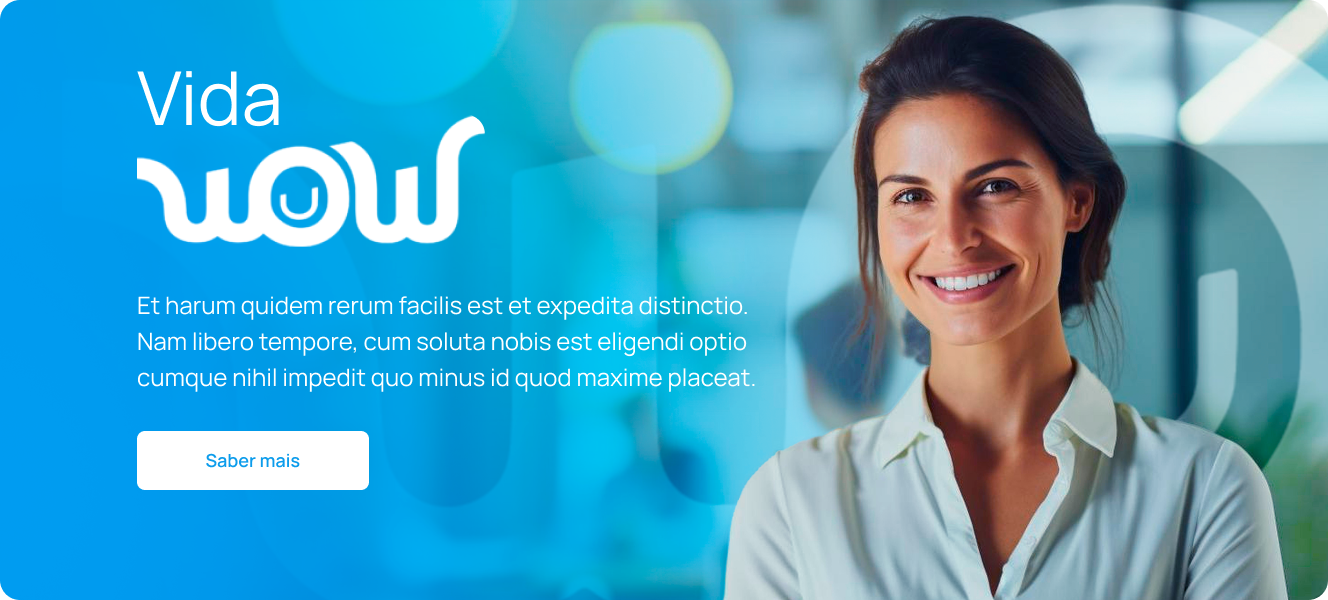 Vida
wow
Et harum quidem rerum facilis est et expedita distinctio.
Nam libero tempore, cum soluta nobis est eligendi optio
cumque nihil impedit quo minus id quod maxime placeat.
Saber mais